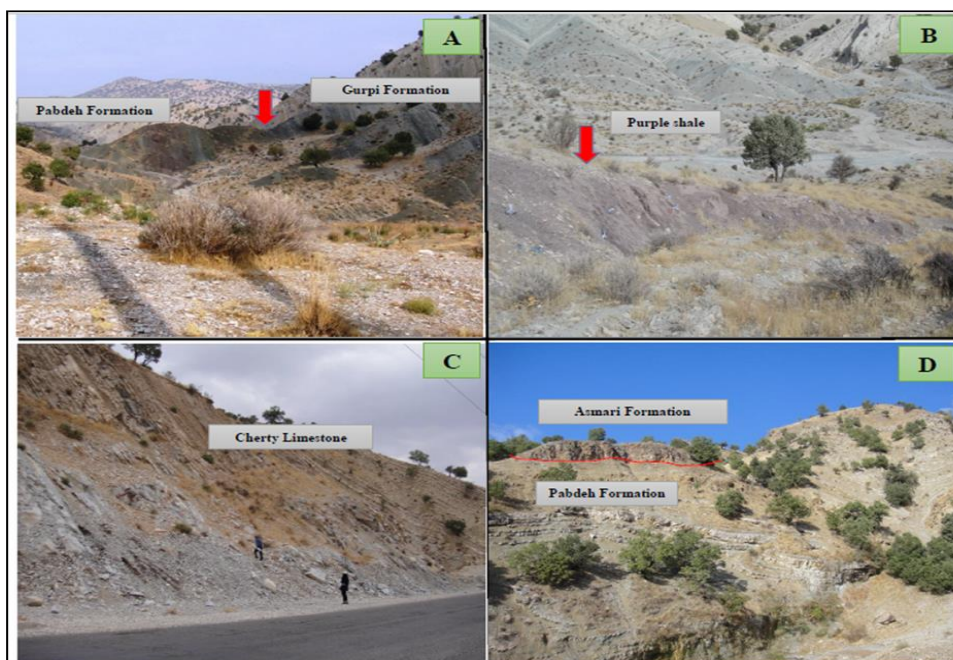 A
Gurpi Formation
Pabdeh Formation
B
Purple shale
C
Cherty Limestone
D
Asmari Formation
Pabdeh Formation